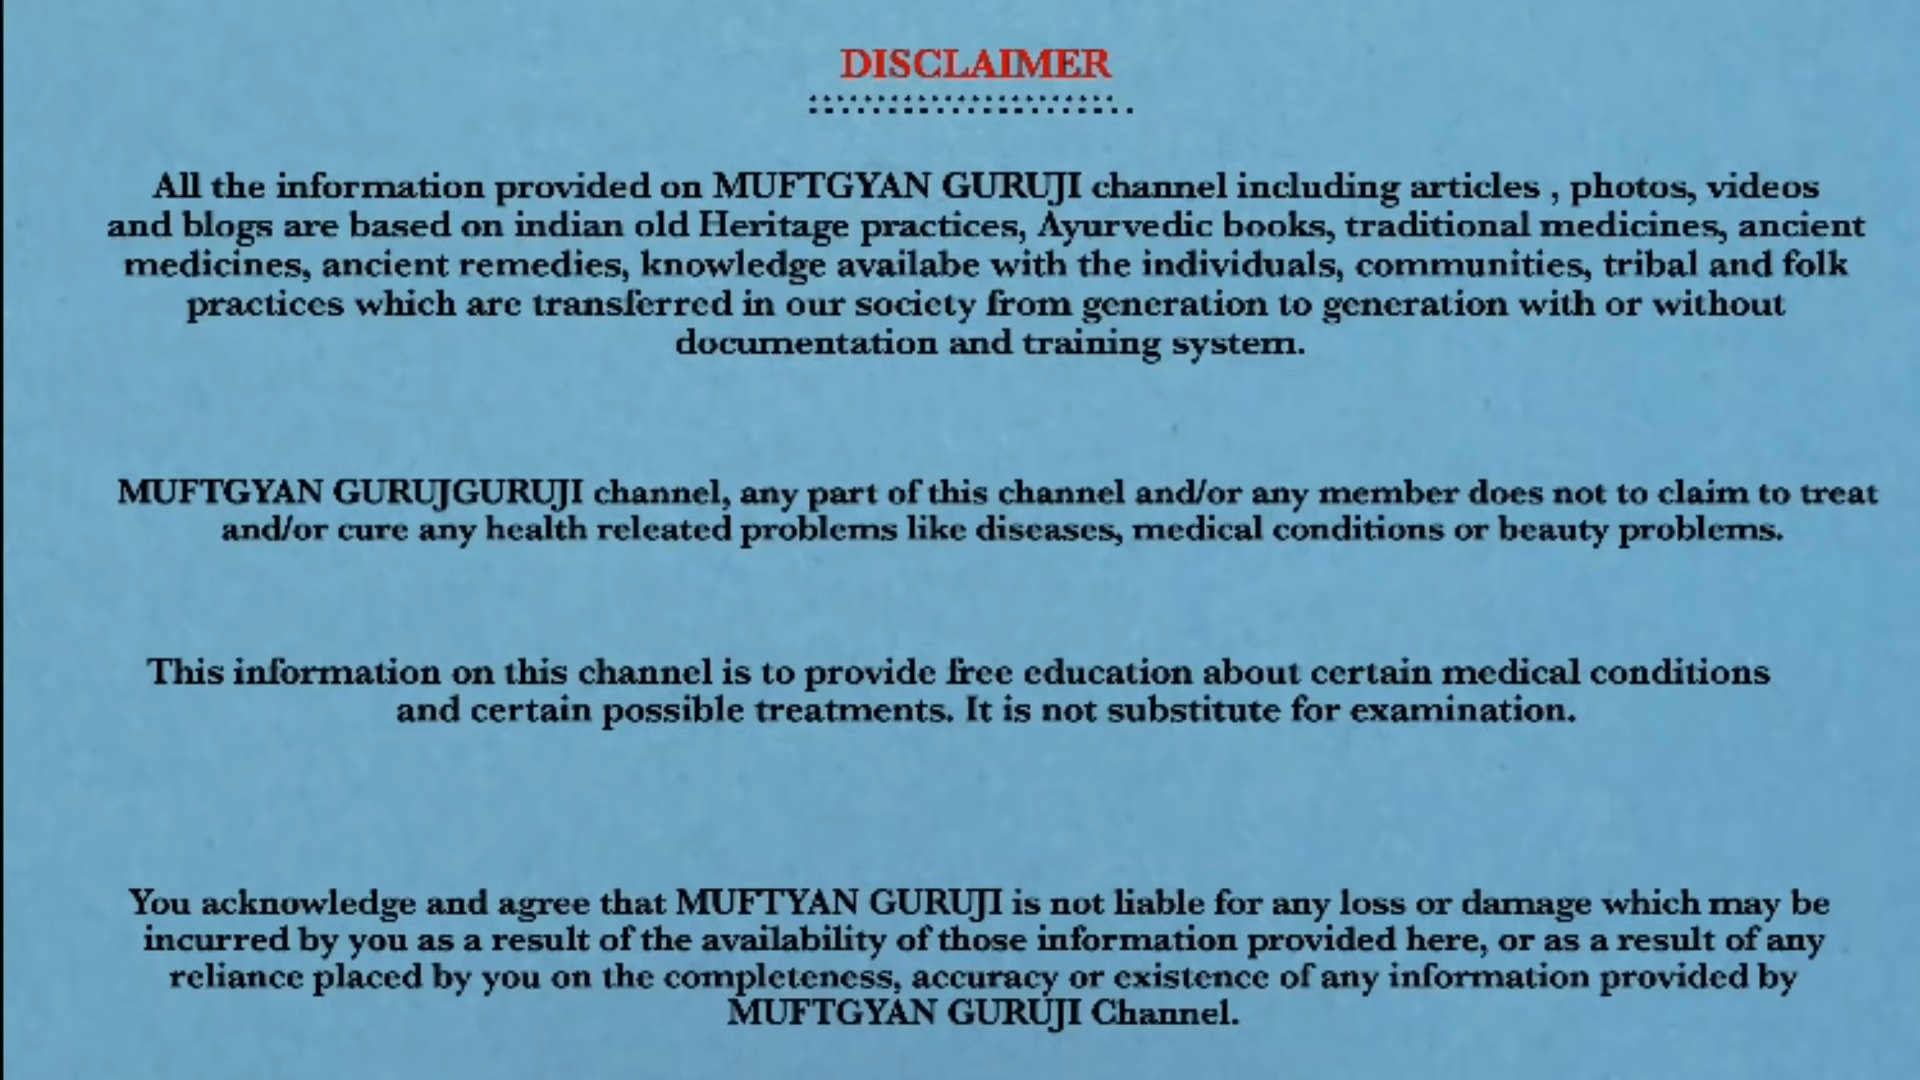 DISCLAIMER
All the information provided on MUFTGYAN GURUJI channel including articles , photos, videos
and blogs are based on indian old Heritage practices, Ayurvedic books, traditional medicines, ancient
medicines, ancient remedies, knowledge availabe with the individuals, communities, tribal and folk
practices which are transferred in our society from generation to generation with or without
documentation and training system.
MUFTGYAN GURUJGURUJI channel, any part of this channel and/or any member does not to claim to treat
and/or cure any health releated problems like diseases, medical conditions or beauty problems.
This information on this channel is to provide free education about certain medical conditions
and certain possible treatments. It is not substitute for examination.
You acknowledge and agree that MUFTYAN GURUJI is not liable for any loss or damage which may be
incurred by you as a result of the availability of those information provided here, or as a result of any
reliance placed by you on the completeness, accuracy or existence of any information provided by
MUFTGYAN GURUJI Channel.